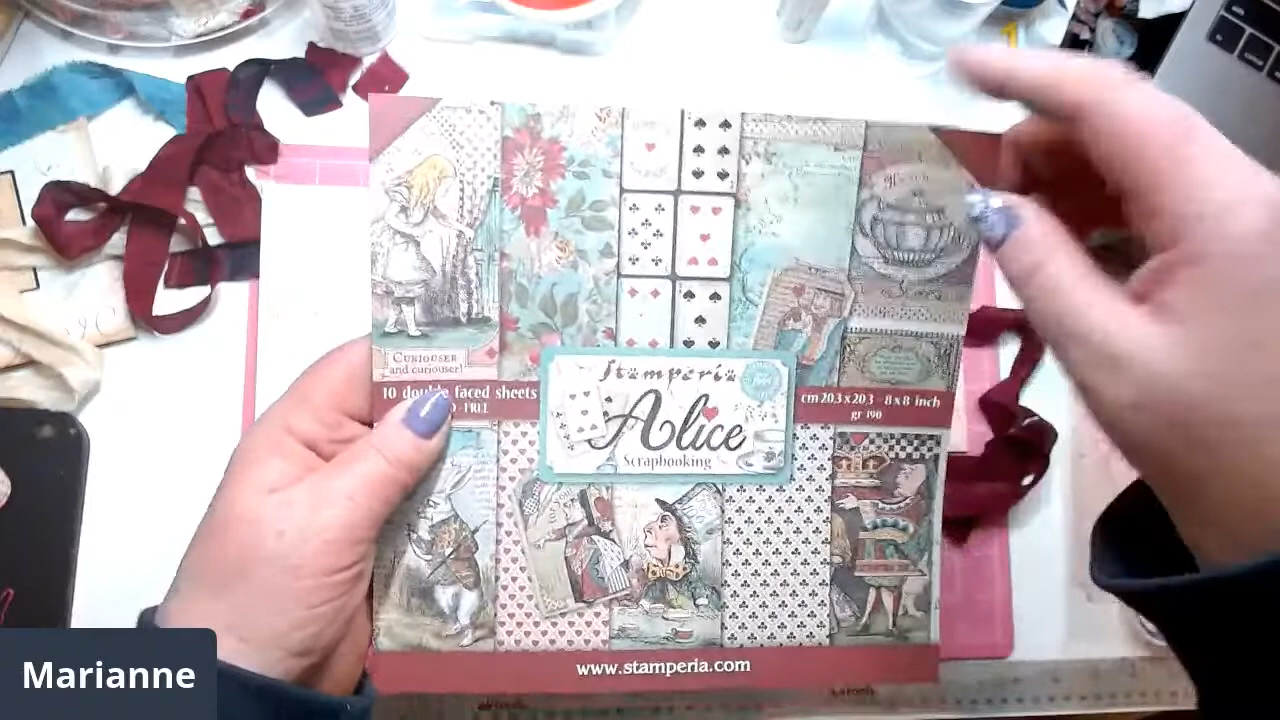 CURIOUSER
and curiouser!
10 double faced sheets
cm 20.3 x 20.3 - 8 x 8 inch
gr 190
Stamperia
Alice
Scrapbooking
www.stamperia.com
Marianne